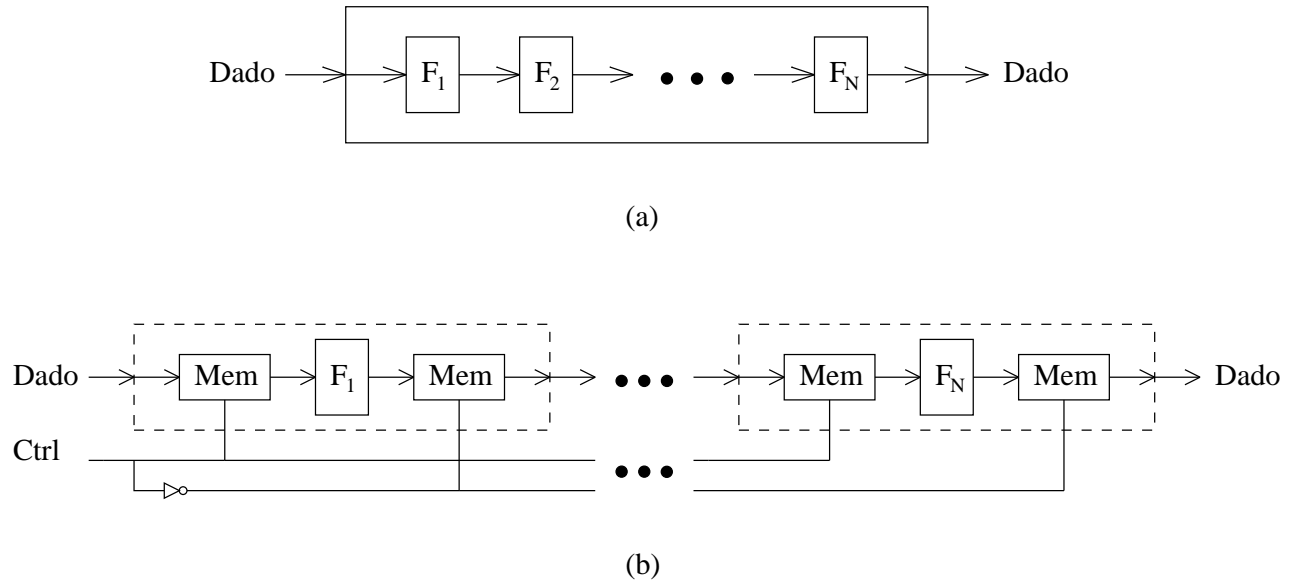 Dado F1 F2 FN Dado
(a)
Dado Mem F1 Mem Mem FN Mem Dado
Ctrl
(b)